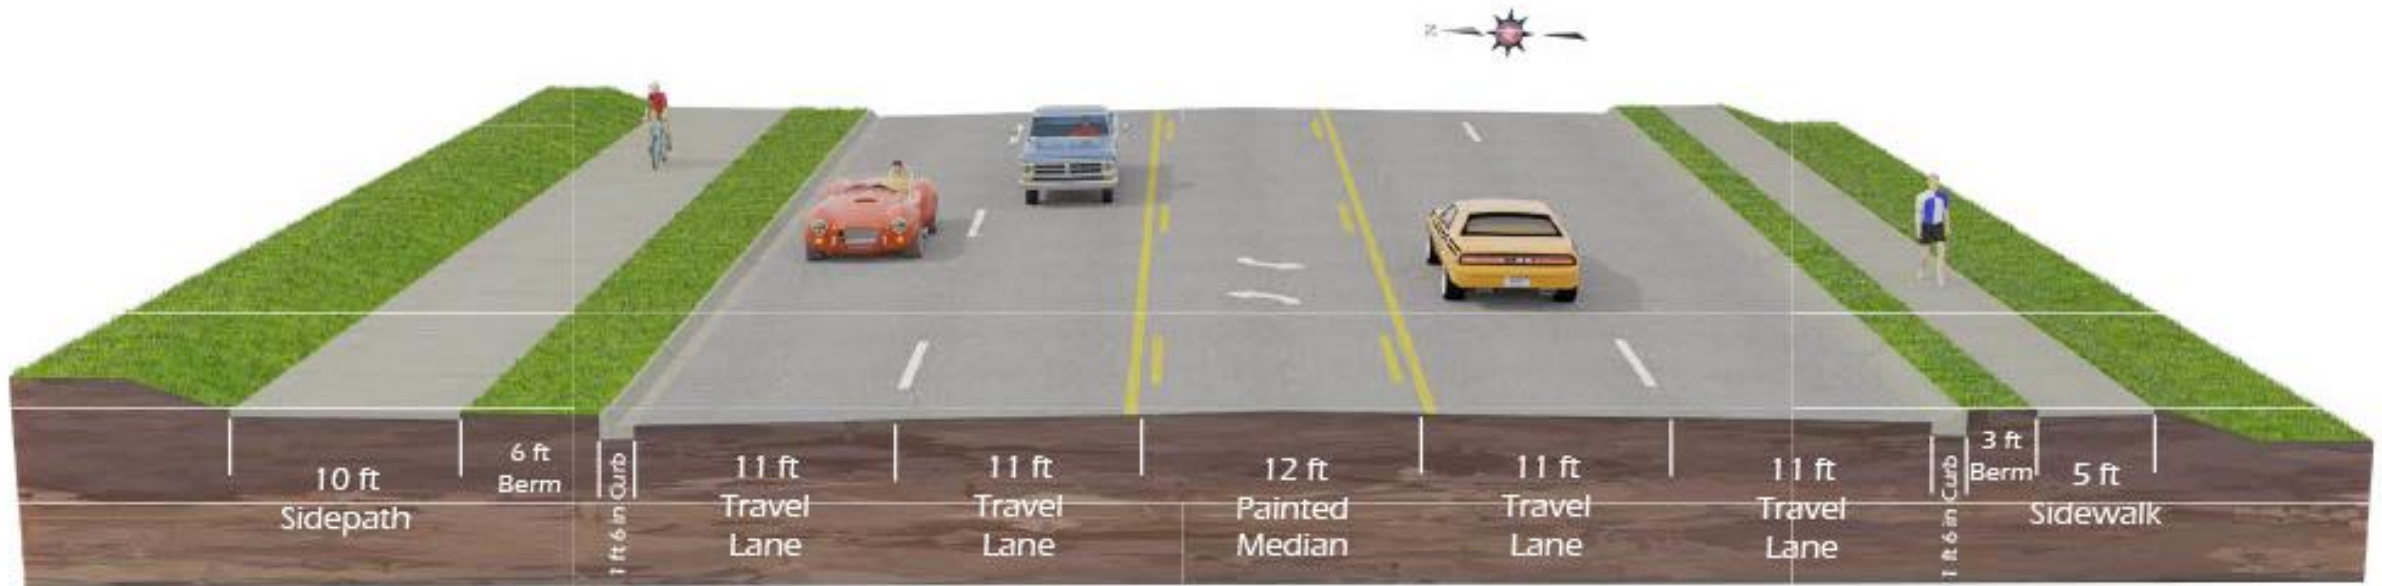 N
10 ft
Sidepath
6 ft
Berm
1 ft 6 in Curb
11 ft
Travel
Lane
11 ft
Travel
Lane
12 ft
Painted
Median
11 ft
Travel
Lane
11 ft
Travel
Lane
1 ft 6 in Curb
3 ft
Berm
5 ft
Sidewalk